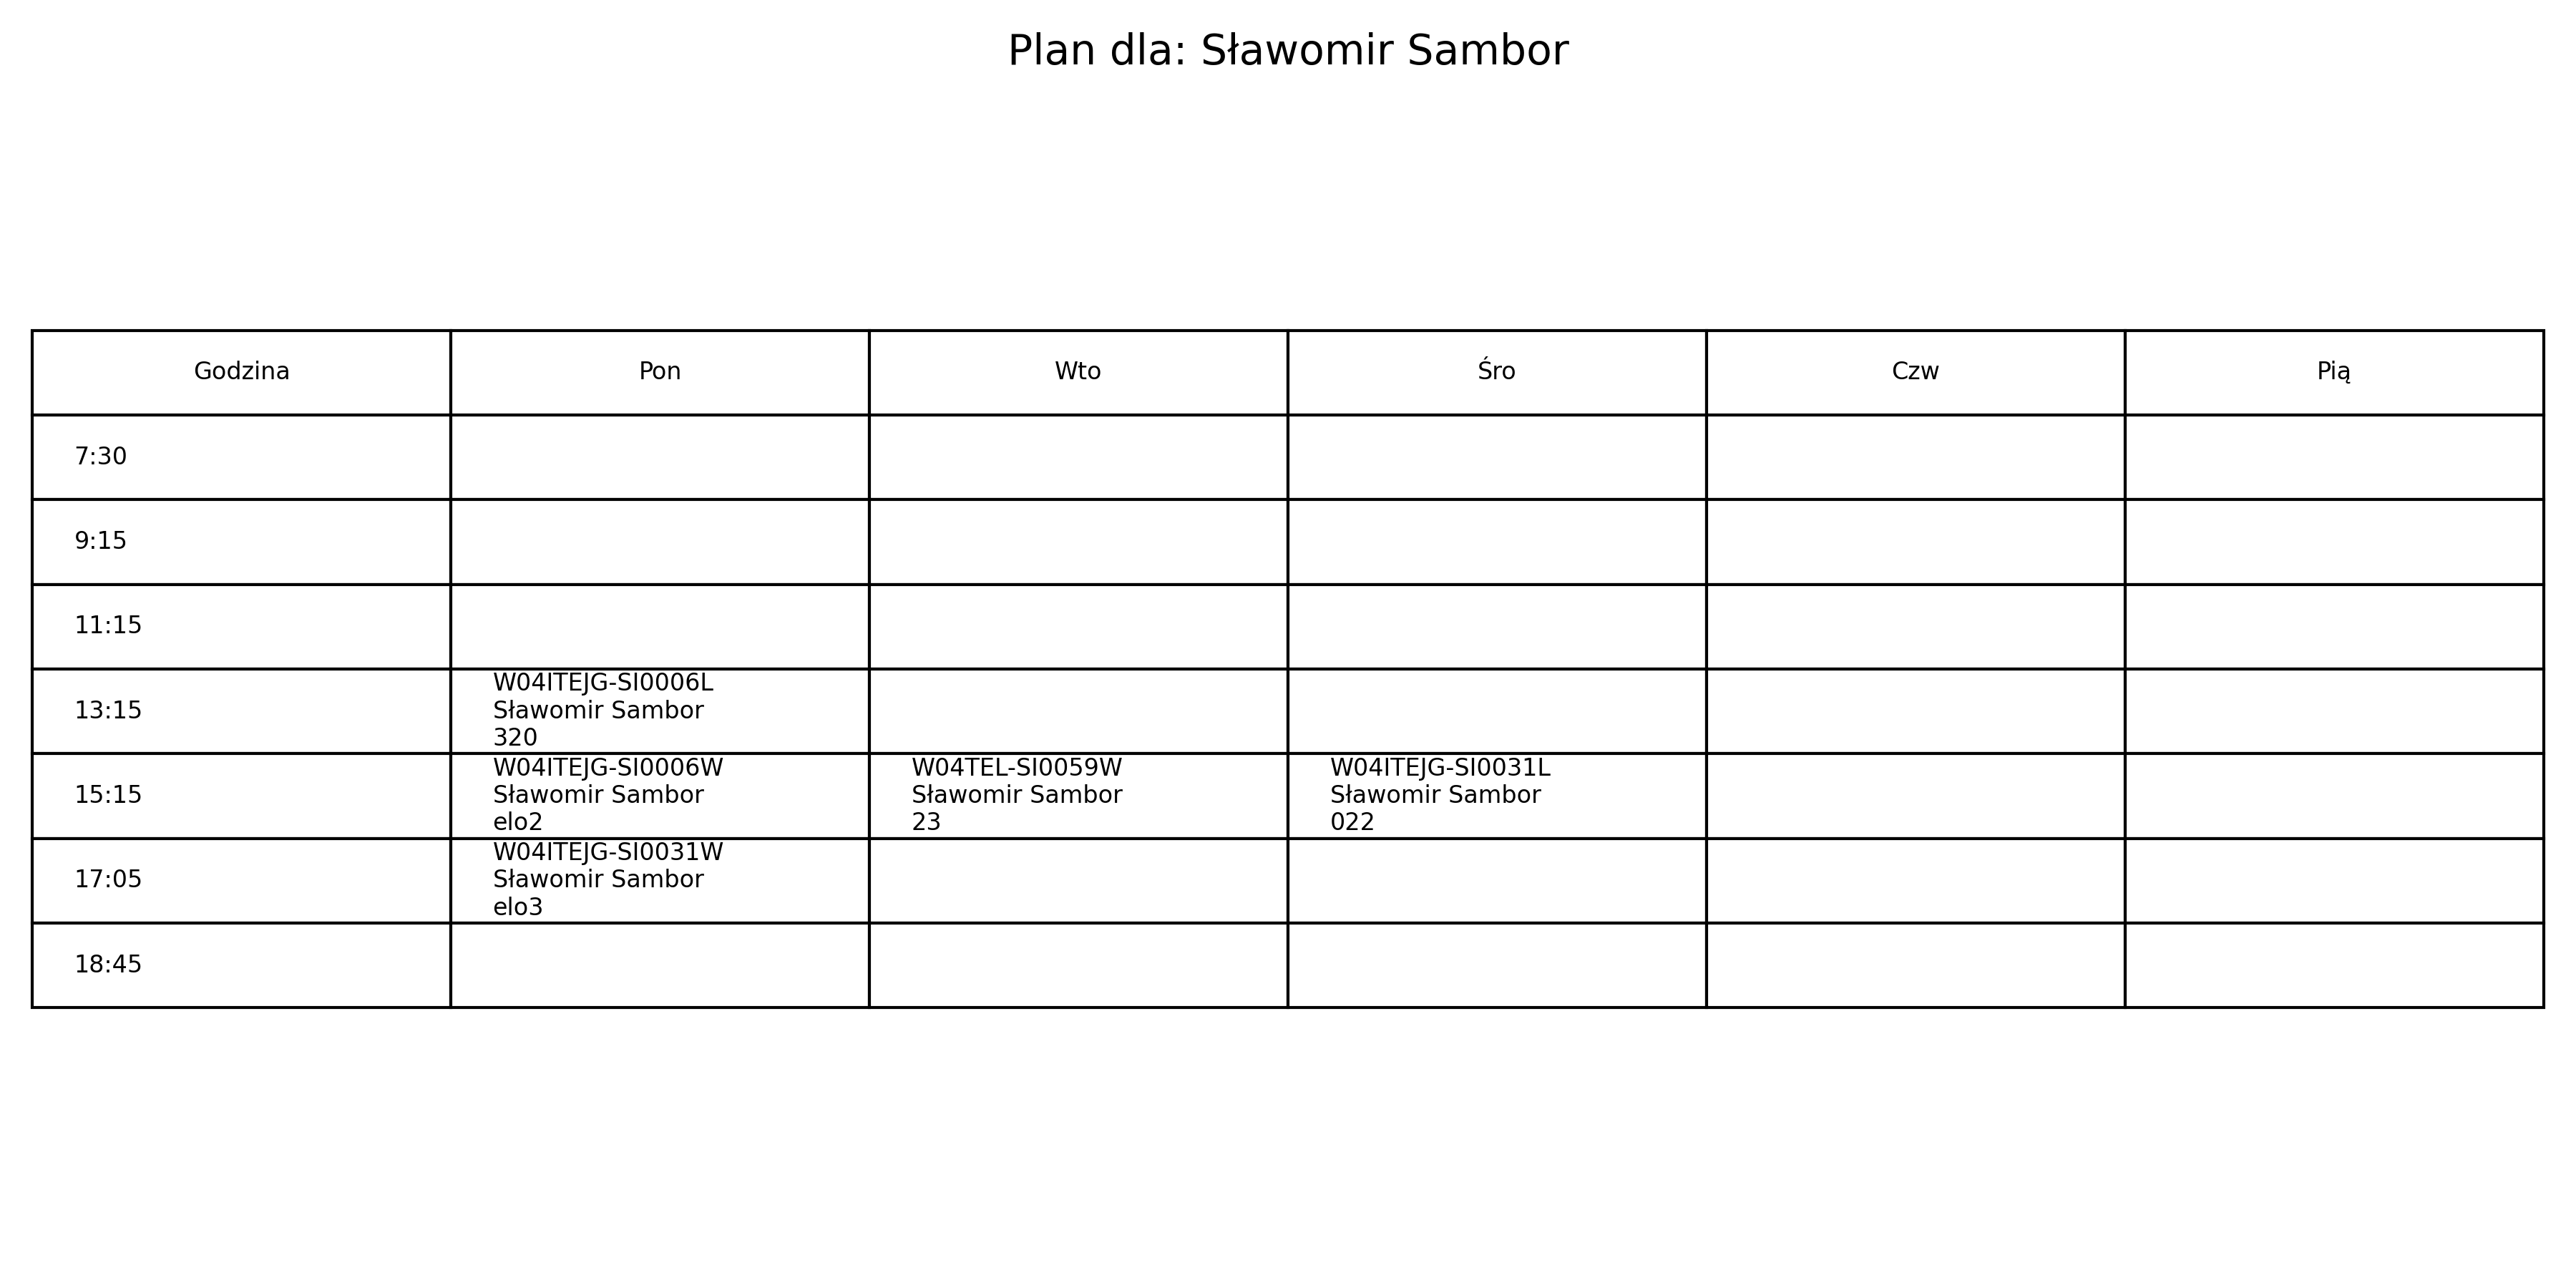 Plan dla: Sławomir Sambor
Godzina Pon Wto Śro Czw Pią
7:30
9:15
11:15
13:15
W04ITEJG-SI0006L
Sławomir Sambor
320
15:15
W04ITEJG-SI0006W
Sławomir Sambor
elo2
W04TEL-SI0059W
Sławomir Sambor
23
W04ITEJG-SI0031L
Sławomir Sambor
022
17:05
W04ITEJG-SI0031W
Sławomir Sambor
elo3
18:45